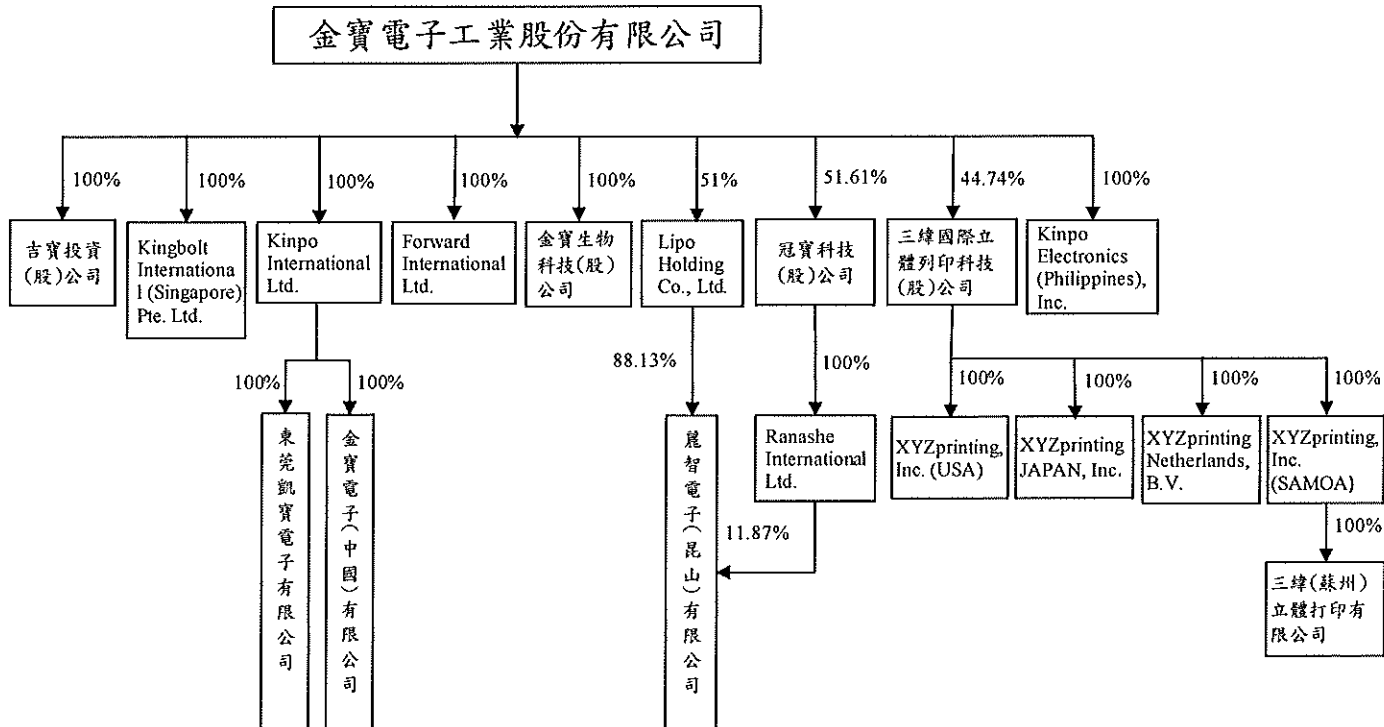 金寶電子工業股份有限公司
100%
100%
100%
100%
100%
51%
51.61%
44.74%
100%
吉寶投資
(股)公司
Kingbolt
Internationa
l (Singapore)
Pte. Ltd.
Kinpo
International
Ltd.
Forward
International
Ltd.
金寶生物
科技(股)
公司
Lipo
Holding
Co., Ltd.
冠寶科技
(股)公司
三緯國際立
體列印科技
(股)公司
Kinpo
Electronics
(Philippines),
Inc.
100%
100%
88.13%
100%
100%
100%
100%
100%
東莞凱寶電子有限公司
金寶電子(中國)有限公司
麗智電子(昆山)有限公司
Ranashe
International
Ltd.
XYZprinting,
Inc. (USA)
XYZprinting
JAPAN, Inc.
XYZprinting
Netherlands,
B.V.
XYZprinting,
Inc.
(SAMOA)
11.87%
100%
三緯(蘇州)
立體打印有
限公司